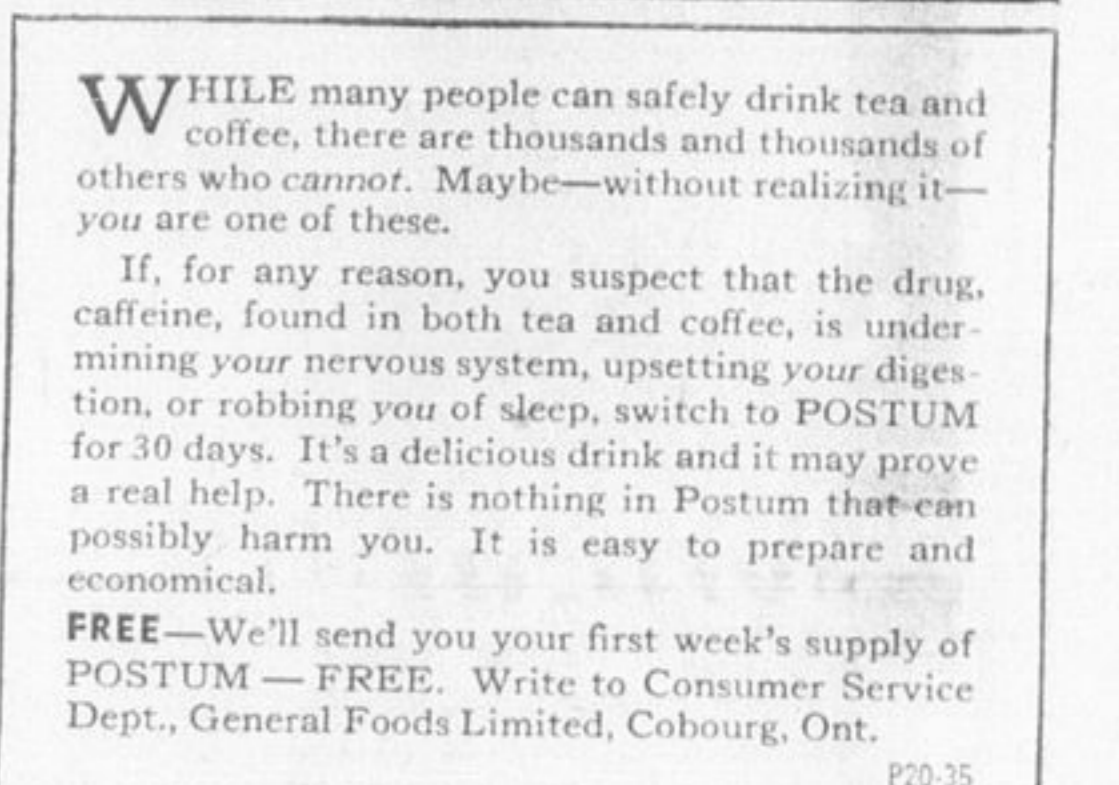 WHILE many people can safely drink tea and
coffee, there are thousands and thousands of
others who cannot. Maybe—without realizing it—
you are one of these.
If, for any reason, you suspect that the drug,
caffeine, found in both tea and coffee, is under-
mining your nervous system, upsetting your diges-
tion, or robbing you of sleep, switch to POSTUM
for 30 days. It's a delicious drink and it may prove
a real help. There is nothing in Postum that can
possibly harm you. It is easy to prepare and
economical.
FREE—We'll send you your first week's supply of
POSTUM — FREE. Write to Consumer Service
Dept., General Foods Limited, Cobourg, Ont.
P20-35